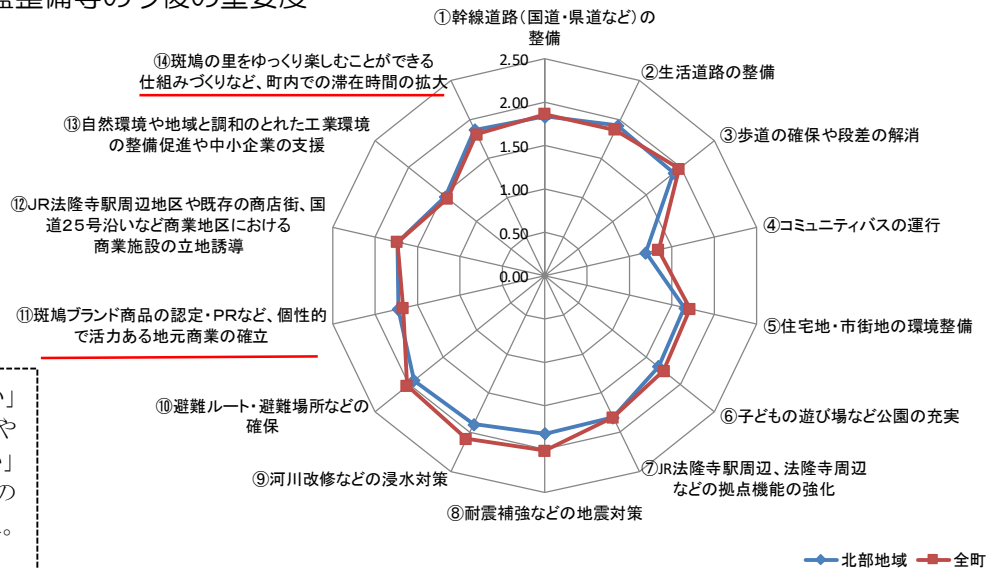 盤整備等の今後の重要度
①幹線道路（国道・県道など）の
整備
②生活道路の整備
③歩道の確保や段差の解消
④コミュニティバスの運行
⑤住宅地・市街地の環境整備
⑥子どもの遊び場など公園の充実
⑦JR法隆寺駅周辺、法隆寺周辺
などの拠点機能の強化
⑧耐震補強などの地震対策
⑨河川改修などの浸水対策
⑩避難ルート・避難場所などの
確保
⑪斑鳩ブランド商品の認定・PRなど、個性的
で活力ある地元商業の確立
⑫JR法隆寺駅周辺地区や既存の商店街、国
道25号沿いなど商業地区における
商業施設の立地誘導
⑬自然環境や地域と調和のとれた工業環境
の整備促進や中小企業の支援
⑭斑鳩の里をゆっくり楽しむことができる
仕組みづくりなど、町内での滞在時間の拡大
2.50
2.00
1.50
1.00
0.50
0.00
い」
や
い」
の
。
北部地域
全町